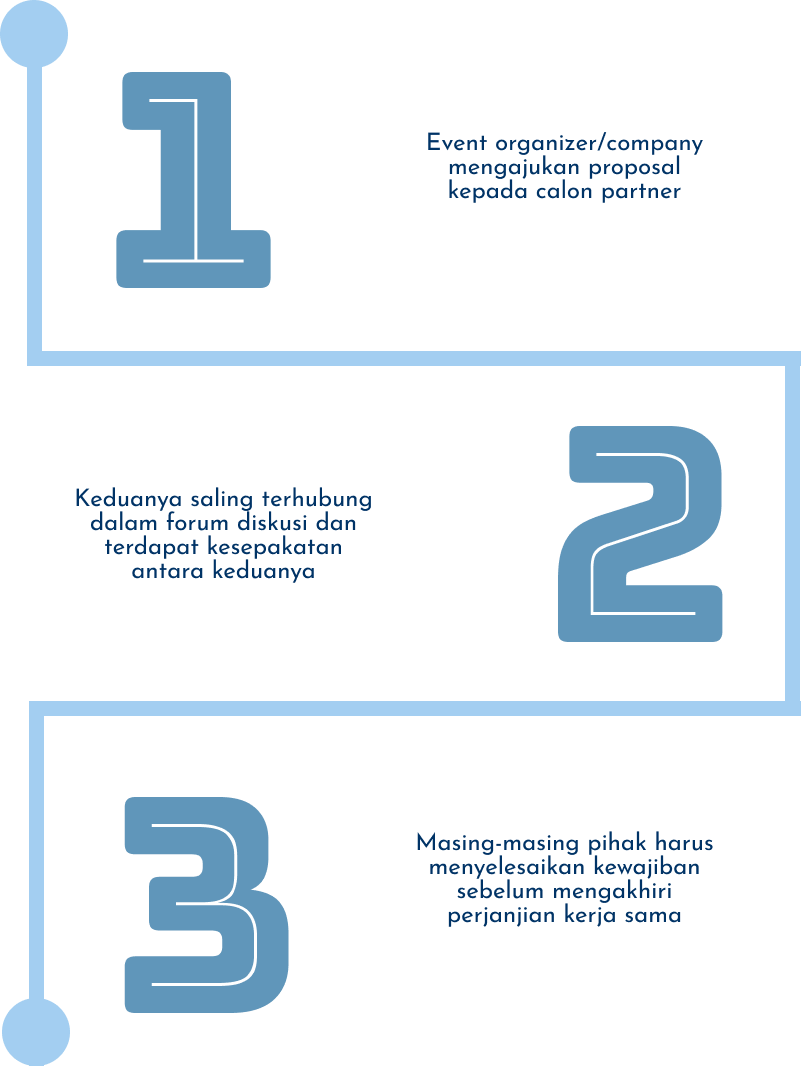 1
Event organizer/company
mengajukan proposal
kepada calon partner
2
Keduanya saling terhubung
dalam forum diskusi dan
terdapat kesepakatan
antara keduanya
3
Masing-masing pihak harus
menyelesaikan kewajiban
sebelum mengakhiri
perjanjian kerja sama